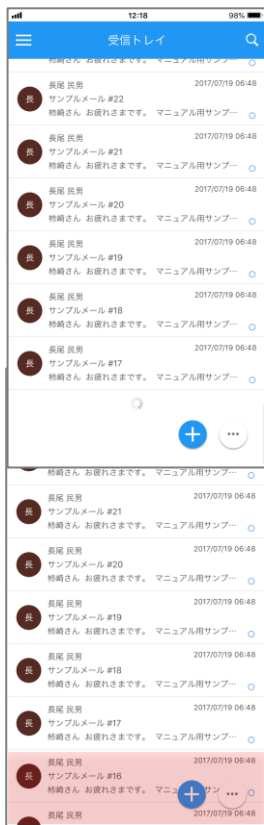 12:18
98%
受信トレイ
柿崎さん お疲れさまです。 マニュアル用サンプ…
長尾 民男
2017/07/19 06:48
長
サンプルメール #22
柿崎さん お疲れさまです。 マニュアル用サンプ…
長尾 民男
2017/07/19 06:48
長
サンプルメール #21
柿崎さん お疲れさまです。 マニュアル用サンプ…
長尾 民男
2017/07/19 06:48
長
サンプルメール #20
柿崎さん お疲れさまです。 マニュアル用サンプ…
長尾 民男
2017/07/19 06:48
長
サンプルメール #19
柿崎さん お疲れさまです。 マニュアル用サンプ…
長尾 民男
2017/07/19 06:48
長
サンプルメール #18
柿崎さん お疲れさまです。 マニュアル用サンプ…
長尾 民男
2017/07/19 06:48
長
サンプルメール #17
柿崎さん お疲れさまです。 マニュアル用サンプ…
柿崎さん お疲れさまです。 マニュアル用サンプ…
長尾 民男
2017/07/19 06:48
長
サンプルメール #21
柿崎さん お疲れさまです。 マニュアル用サンプ…
長尾 民男
2017/07/19 06:48
長
サンプルメール #20
柿崎さん お疲れさまです。 マニュアル用サンプ…
長尾 民男
2017/07/19 06:48
長
サンプルメール #19
柿崎さん お疲れさまです。 マニュアル用サンプ…
長尾 民男
2017/07/19 06:48
長
サンプルメール #18
柿崎さん お疲れさまです。 マニュアル用サンプ…
長尾 民男
2017/07/19 06:48
長
サンプルメール #17
柿崎さん お疲れさまです。 マニュアル用サンプ…
長尾 民男
2017/07/19 06:48
長
サンプルメール #16
柿崎さん お疲れさまです。 マニュ
長尾 民男
2017/07/19 06:48
長